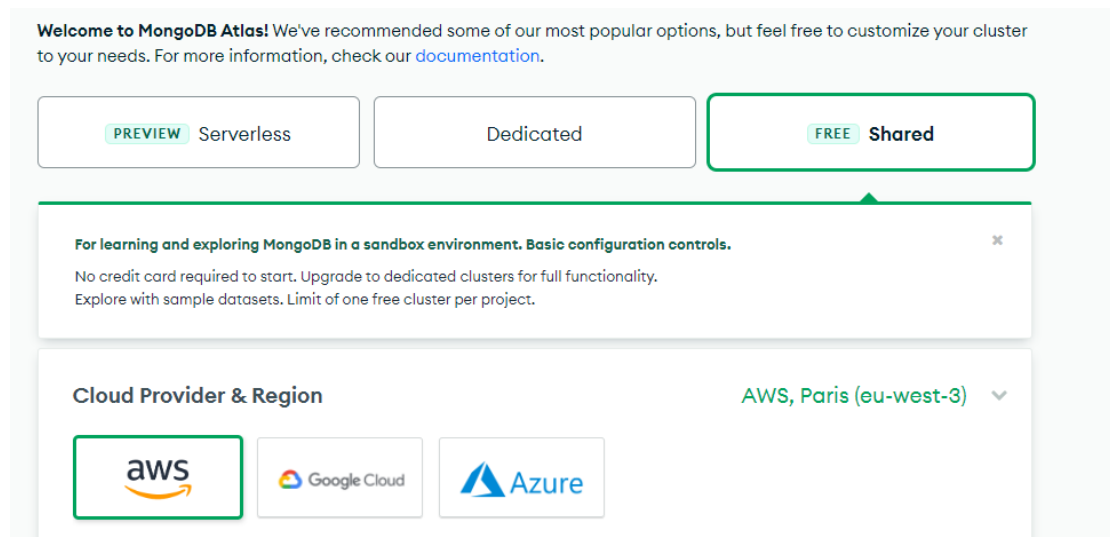 Welcome to MongoDB Atlas! We've recommended some of our most popular options, but feel free to customize your cluster
to your needs. For more information, check our documentation.
PREVIEW Serverless
Dedicated
FREE Shared
For learning and exploring MongoDB in a sandbox environment. Basic configuration controls.
No credit card required to start. Upgrade to dedicated clusters for full functionality.
Explore with sample datasets. Limit of one free cluster per project.
Cloud Provider & Region
AWS, Paris (eu-west-3)
aws
Google Cloud
Azure